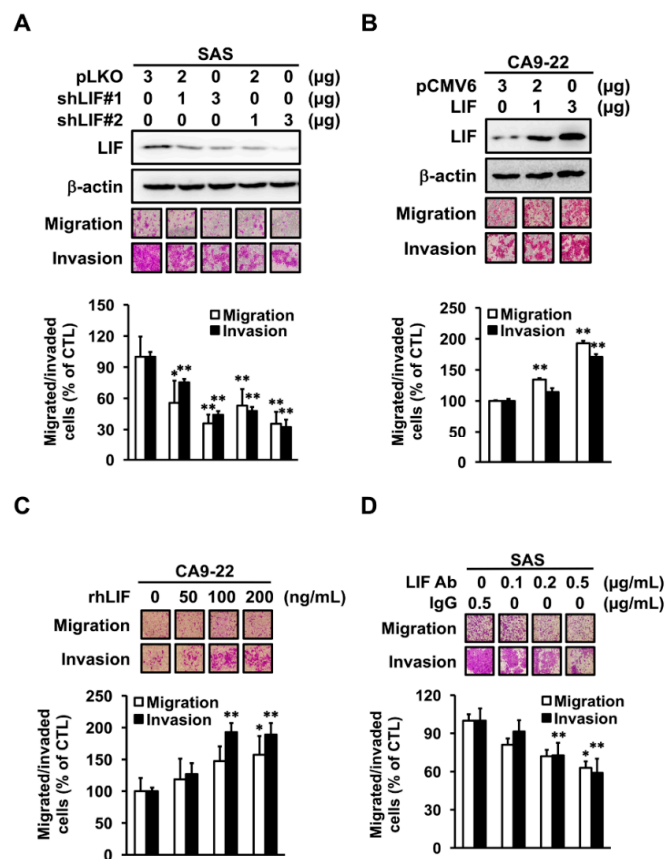 A
SAS
pLKO 3 2 0 2 0 (μg)
shLIF#1 0 1 3 0 0 (μg)
shLIF#2 0 0 0 1 3 (μg)
LIF
β-actin
Migration
Invasion
Migrated/invaded
cells (% of CTL)
150
120
90
60
30
0
Migration
Invasion
* ** ** ** ** ** ** **
B
CA9-22
pCMV6 3 2 0 (μg)
LIF 0 1 3 (μg)
LIF
β-actin
Migration
Invasion
Migrated/invaded
cells (% of CTL)
250
200
150
100
50
0
Migration
Invasion
** ** **
C
CA9-22
rhLIF 0 50 100 200 (ng/mL)
Migration
Invasion
Migrated/invaded
cells (% of CTL)
250
200
150
100
50
0
Migration
Invasion
** * **
D
SAS
LIF Ab 0 0.1 0.2 0.5 (μg/mL)
IgG 0.5 0 0 0 (μg/mL)
Migration
Invasion
Migrated/invaded
cells (% of CTL)
120
90
60
30
0
Migration
Invasion
** * **